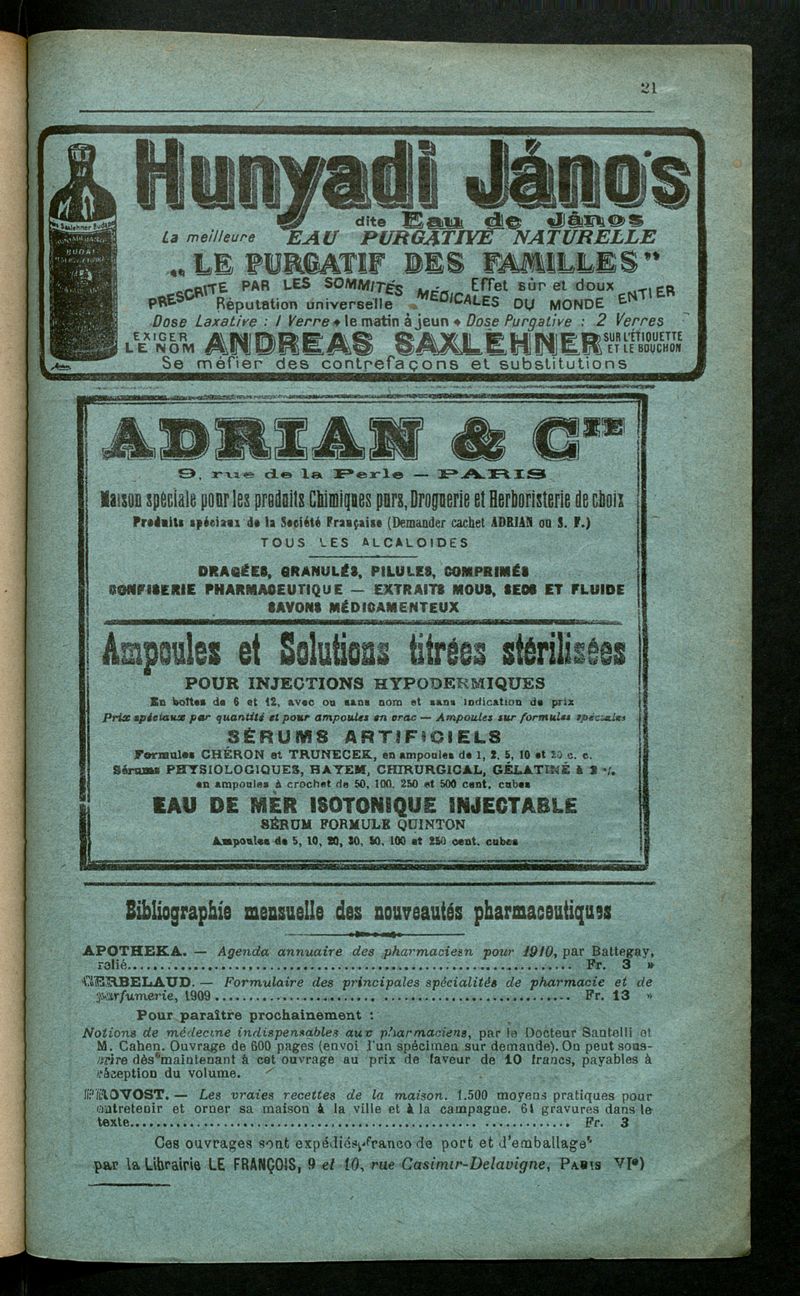 21
Hunyadi János
dite Eau de János
La meilleure EAU PURGATIVE NATURELLE
„ LE PURGATIF DES FAMILLES"
PRESCRITE PAR LES SOMMITÉS MÉDICALES DU MONDE ENTIER
Effet sûr et doux
Réputation universelle
Dose Laxative : 1 Verre le matin à jeun Dose Purgative : 2 Verres
EXIGER LE NOM ANDREAS SAXLEHNER SUR L'ÉTIQUETTE ET LE BOUCHON
Se méfier des contrefaçons et substitutions
ADRIAN & CIE
9, rue de la Perle — PARIS
Maison spéciale pour les produits Chimiques purs, Droguerie et Herboristerie de choix
Produits spéciaux de la Société Française (Demander cachet ADRIAN ou S. F.)
TOUS LES ALCALOIDES
DRAGÉES, GRANULÉS, PILULES, COMPRIMÉS
CONFISERIE PHARMACEUTIQUE — EXTRAITS MOUS, SECS ET FLUIDE
SAVONS MÉDICAMENTEUX
Ampoules et Solutions titrées stérilisées
POUR INJECTIONS HYPODERMIQUES
En boîtes de 6 et 12, avec ou sans nom et sans indication de prix
Prix spéciaux par quantité et pour ampoules en vrac — Ampoules sur formules spéciales
SÉRUMS ARTIFICIELS
Formules CHÉRON et TRUNECEK, en ampoules de 1, 2, 5, 10 et 20 c. c.
Sérums PHYSIOLOGIQUES, HAYEM, CHIRURGICAL, GÉLATINÉ à 2 %
en ampoules à crochet de 50, 100, 250 et 500 cent. cubes
EAU DE MER ISOTONIQUE INJECTABLE
SÉRUM FORMULE QUINTON
Ampoules de 5, 10, 20, 30, 50, 100 et 250 cent. cubes
Bibliographie mensuelle des nouveautés pharmaceutiques
APOTHEKA. — Agenda annuaire des pharmaciesn pour 1910, par Battegay,
relié........ Fr. 3 »
CERBELAUD. — Formulaire des principales spécialités de pharmacie et de
parfumerie, 1909........ Fr. 13 »
Pour paraître prochainement :
Notions de médecine indispensables aux pharmaciens, par le Docteur Santelli et
M. Cahen. Ouvrage de 600 pages (envoi l'un spécimen sur demande). On peut sous-
crire dès maintenant à cet ouvrage au prix de faveur de 10 francs, payables à
réception du volume.
PROVOST. — Les vraies recettes de la maison. 1.500 moyens pratiques pour
entretenir et orner sa maison à la ville et à la campagne. 61 gravures dans le
texte........ Fr. 3
Ces ouvrages sont expédiés franco de port et d'emballage
par la Librairie LE FRANÇOIS, 9 et 10, rue Casimir-Delavigne, PARIS VIe)